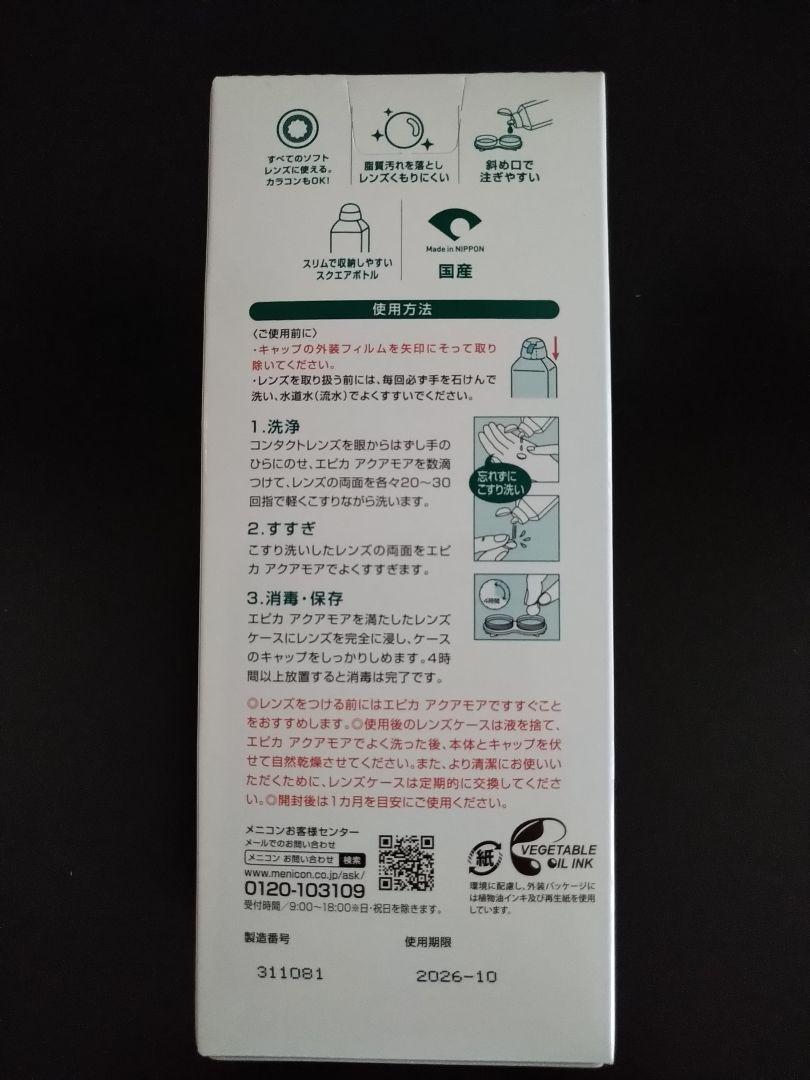 すべてのソフト
レンズに使える。
カラコンもOK!
脂質汚れを落とし
レンズくもりにくい
斜め口で
注ぎやすい
スリムで収納しやすい
スクエアボトル
Made in NIPPON
国産
使用方法
〈ご使用前に〉
・キャップの外装フィルムを矢印にそって取り
除いてください。
・レンズを取り扱う前には、毎回必ず手を石けんで
洗い、水道水(流水)でよくすすいでください。
1.洗浄
コンタクトレンズを眼からはずし手の
ひらにのせ、エピカ アクアモアを数滴
つけて、レンズの両面を各々20〜30
回指で軽くこすりながら洗います。
忘れずに
こすり洗い
2.すすぎ
こすり洗いしたレンズの両面をエピ
カ アクアモアでよくすすぎます。
3.消毒・保存
エピカ アクアモアを満たしたレンズ
ケースにレンズを完全に浸し、ケース
のキャップをしっかりしめます。4時
間以上放置すると消毒は完了です。
4時間
◎レンズをつける前にはエピカ アクアモアですすぐこと
をおすすめします。◎使用後のレンズケースは液を捨て、
エピカ アクアモアでよく洗った後、本体とキャップを伏
せて自然乾燥させてください。また、より清潔にお使いい
ただくために、レンズケースは定期的に交換してくださ
い。◎開封後は1カ月を目安にご使用ください。
メニコンお客様センター
メールでのお問い合わせ
メニコン お問い合わせ 検索
www.menicon.co.jp/ask/
0120-103109
受付時間/9:00〜18:00※日・祝日を除きます。
紙
VEGETABLE
OIL INK
環境に配慮し、外装パッケージに
は植物油インキ及び再生紙を使用
しています。
製造番号
使用期限
311081
2026-10